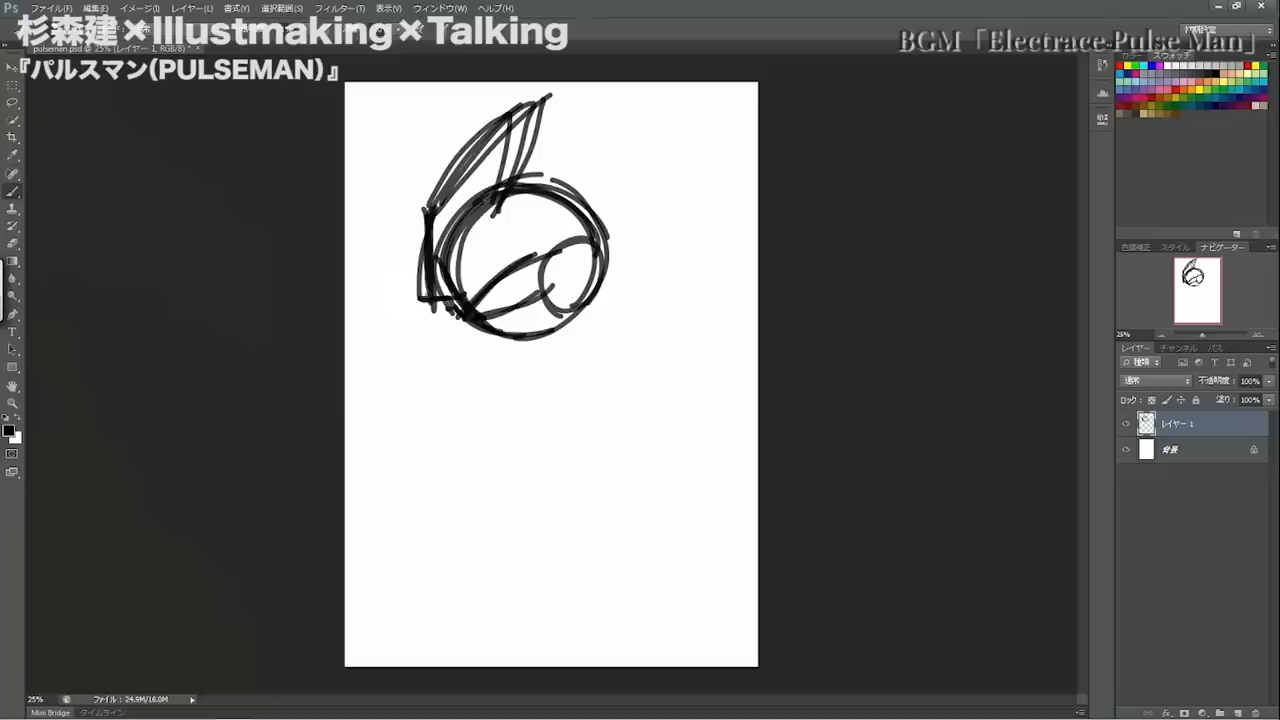 Ps ファイル(F) 編集(E) イメージ(I) レイヤー(L) 書式(Y) 選択範囲(S) フィルター(T) 表示(V) ウィンドウ(W) ヘルプ(H)
杉森建×Illustmaking×Talking
BGM「Electrace-Pulse Man」
pulseman.psd @ 25% (レイヤー 1, RGB/8) * ×
『パルスマン(PULSEMAN)』
カラー スウォッチ
色調補正 スタイル ナビゲーター
25%
レイヤー チャンネル パス
種類
通常 不透明度: 100%
ロック: 塗り: 100%
レイヤー 1
背景
25% ファイル : 24.9M/16.0M
Mini Bridge タイムライン
fx